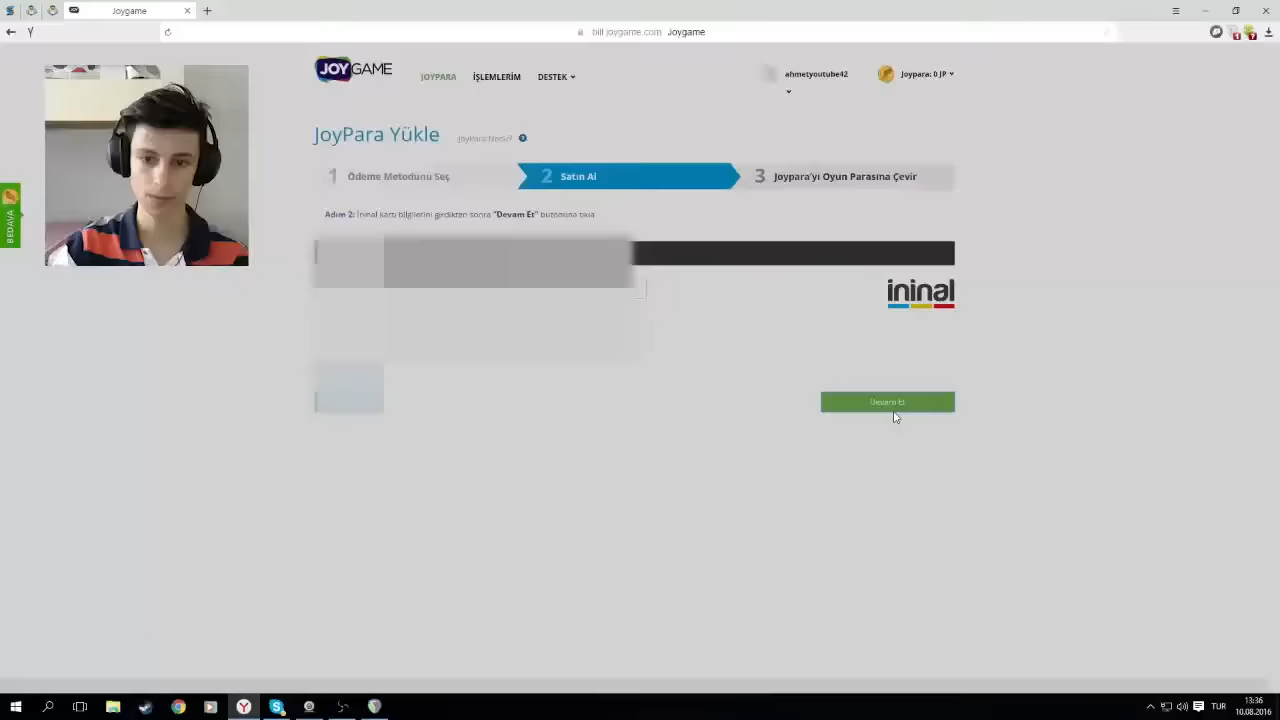 Joygame
bill.joygame.com Joygame
JOYGAME
JOYPARA
İŞLEMLERİM
DESTEK
ahmetyoutube42
Joypara: 0 JP
JoyPara Yükle
JoyPara Nedir?
1 Ödeme Metodunu Seç
2 Satın Al
3 Joypara'yı Oyun Parasına Çevir
Adım 2: İninal kartı bilgilerini girdikten sonra "Devam Et" butonuna tıkla
BEDAVA
ininal
Devam Et
TUR
13:36
10.08.2016